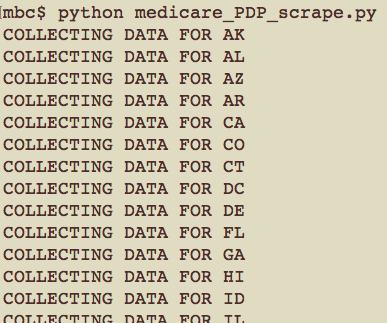 mbc$ python medicare_PDP_scrape.py
COLLECTING DATA FOR AK
COLLECTING DATA FOR AL
COLLECTING DATA FOR AZ
COLLECTING DATA FOR AR
COLLECTING DATA FOR CA
COLLECTING DATA FOR CO
COLLECTING DATA FOR CT
COLLECTING DATA FOR DC
COLLECTING DATA FOR DE
COLLECTING DATA FOR FL
COLLECTING DATA FOR GA
COLLECTING DATA FOR HI
COLLECTING DATA FOR ID
COLLECTING DATA FOR IL